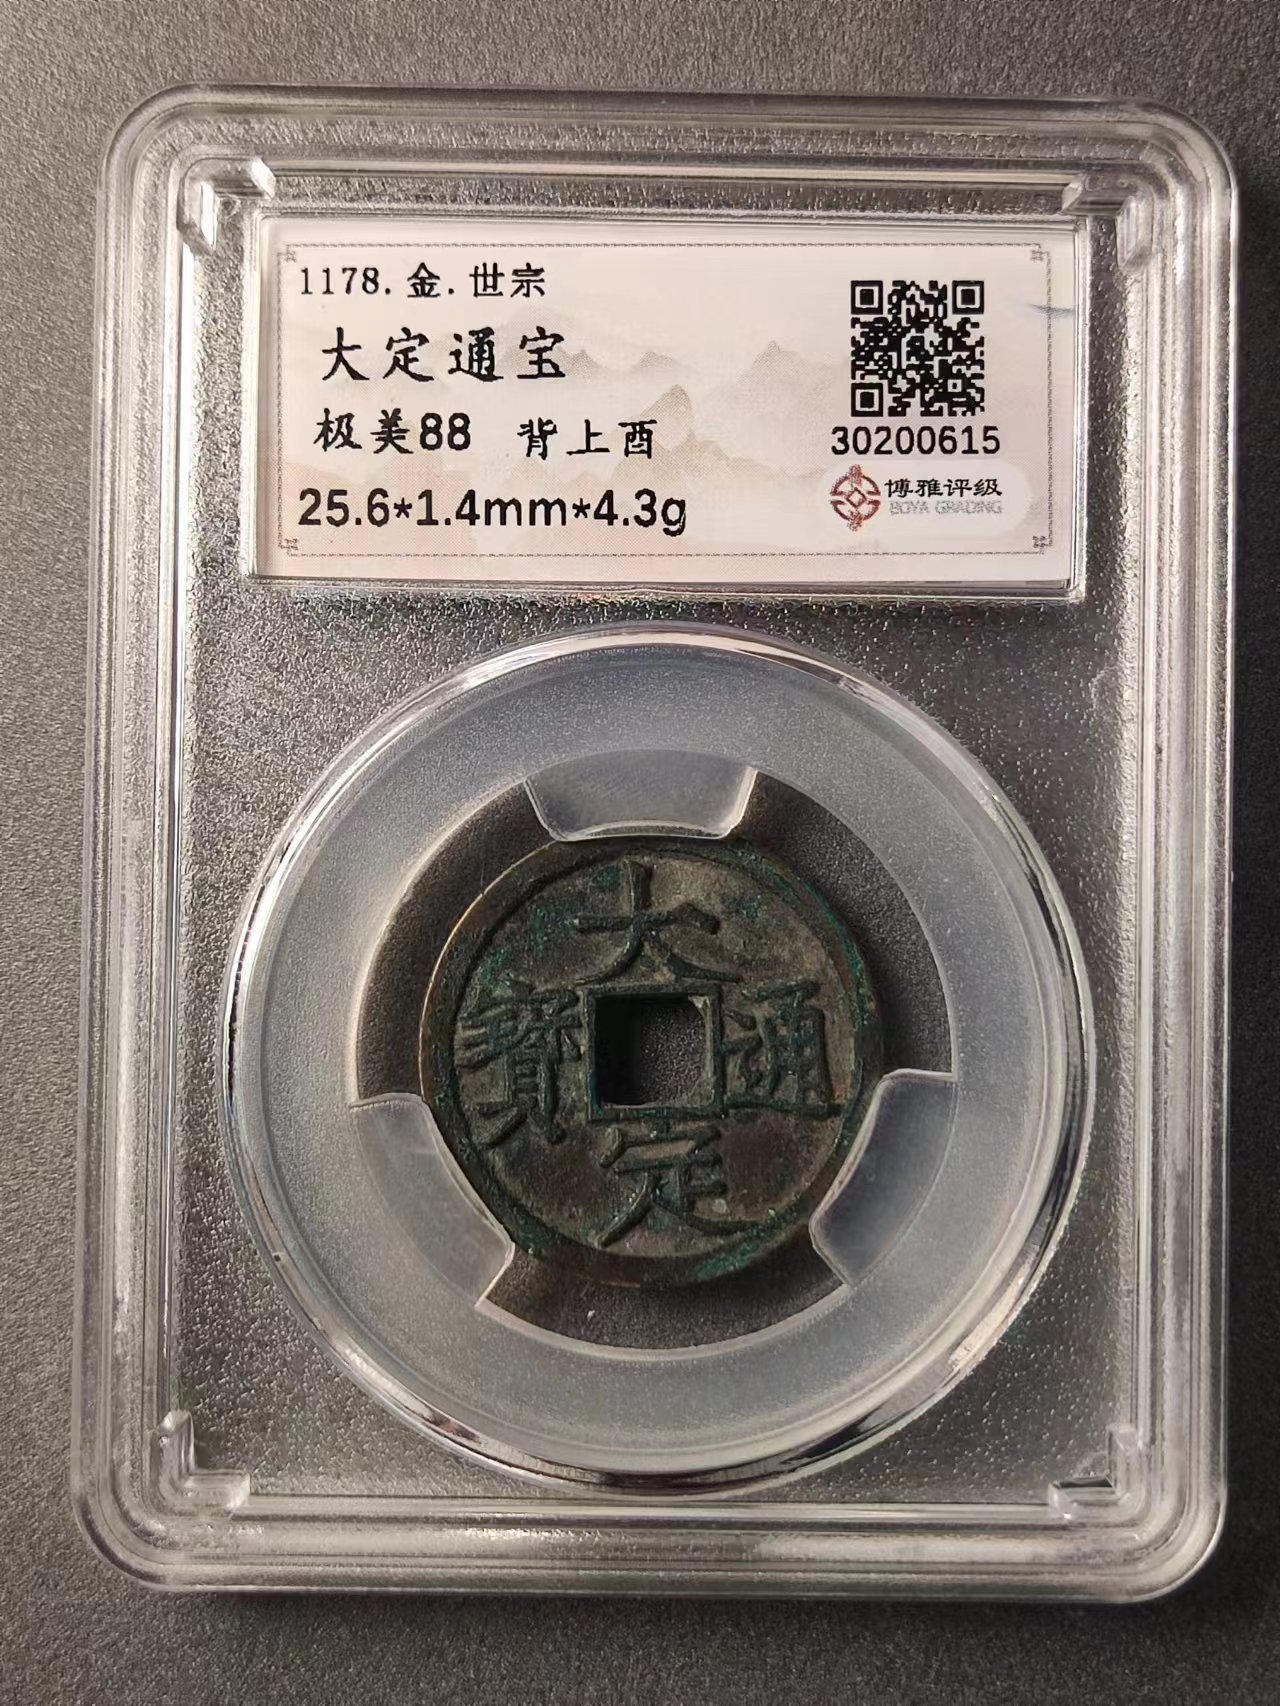 1178.金.世宗
大定通宝
极美88 背上酉
25.6*1.4mm*4.3g
30200615
博雅评级
BOYA GRADING
大
寶 通
定